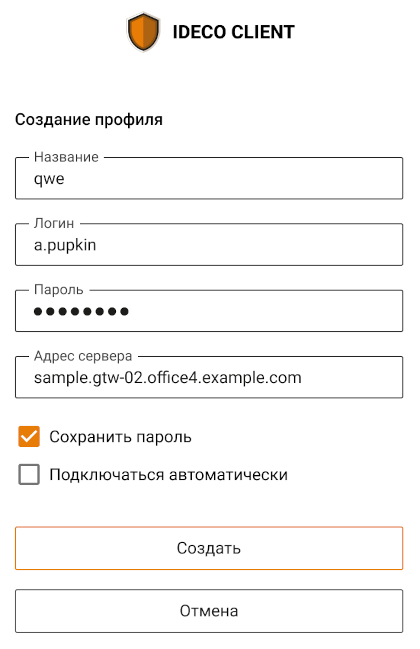 IDECO CLIENT
Создание профиля
Название
qwe
Логин
a.pupkin
Пароль
●●●●●●●●
Адрес сервера
sample.gtw-02.office4.example.com
Сохранить пароль
Подключаться автоматически
Создать
Отмена